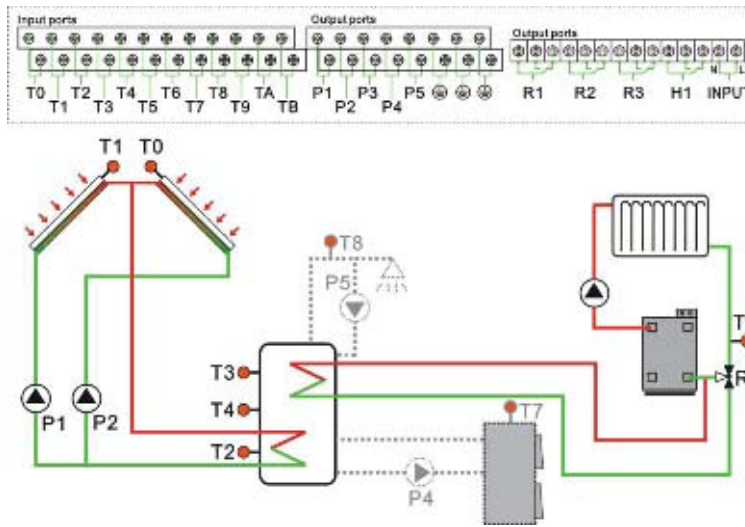 Input ports Output ports
Output ports
T0 T2 T4 T6 T8 TA P1 P3 P5
T1 T3 T5 T7 T9 TB P2 P4
R1 R2 R3 H1 INPUT
N L
T1 T0
T8
P5
T3
T4
T2
P1 P2
T7
P4
T
R